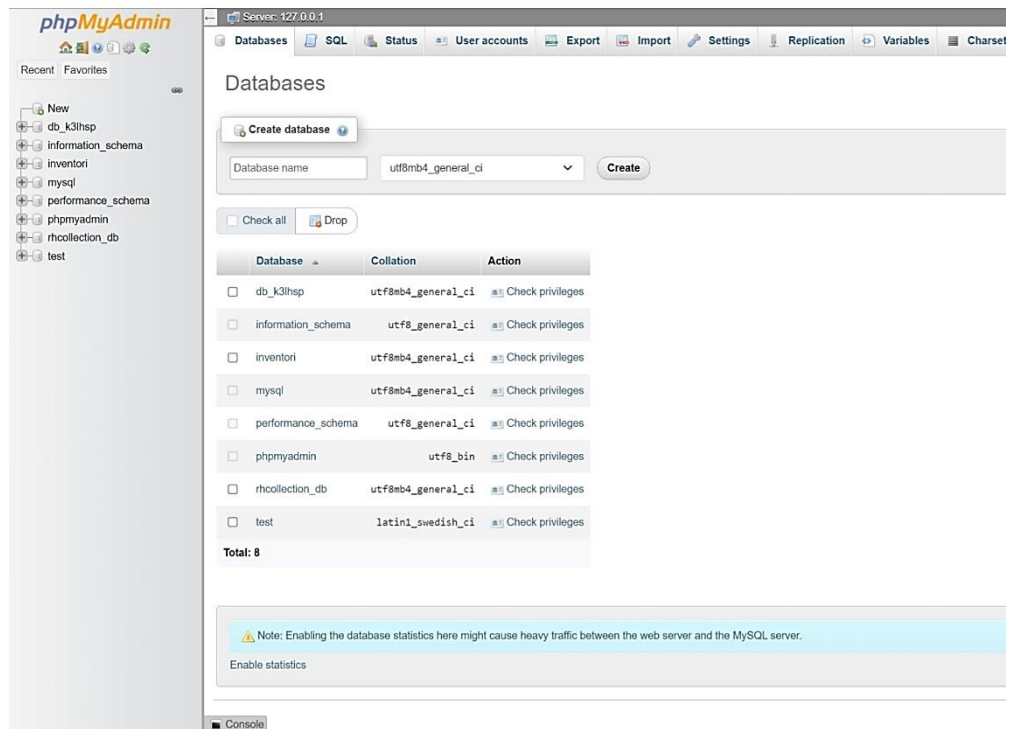 phpMyAdmin
Recent Favorites
New
db_k3lhsp
information_schema
inventori
mysql
performance_schema
phpmyadmin
rhcollection_db
test
Server: 127.0.0.1
Databases SQL Status User accounts Export Import Settings Replication Variables Charset
Databases
Create database
Database name utf8mb4_general_ci Create
Check all Drop
Database Collation Action
db_k3lhsp utf8mb4_general_ci Check privileges
information_schema utf8_general_ci Check privileges
inventori utf8mb4_general_ci Check privileges
mysql utf8mb4_general_ci Check privileges
performance_schema utf8_general_ci Check privileges
phpmyadmin utf8_bin Check privileges
rhcollection_db utf8mb4_general_ci Check privileges
test latin1_swedish_ci Check privileges
Total: 8
Note: Enabling the database statistics here might cause heavy traffic between the web server and the MySQL server.
Enable statistics
Console